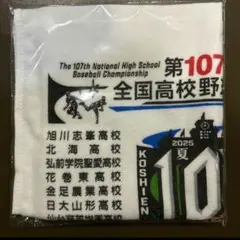 The 107th National High School
Baseball Championship
第107
全国高校野
旭川志峯高校
北海高校
弘前学院聖愛高校
花巻東高校
金足農業高校
日大山形高校
2025
夏
KOSHIEN
10